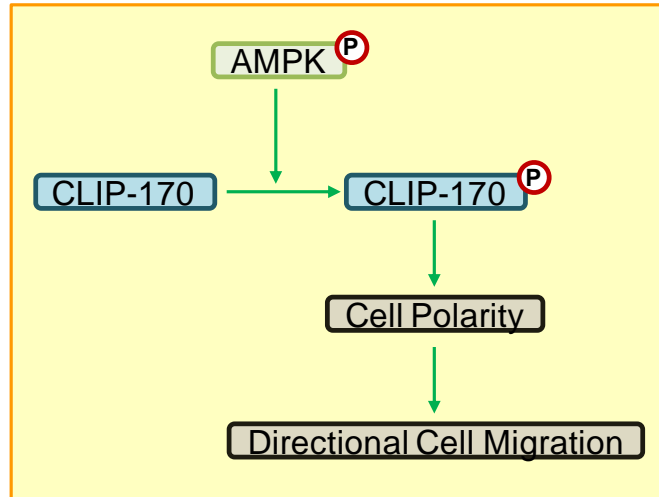 AMPK
P
CLIP-170
CLIP-170
P
Cell Polarity
Directional Cell Migration